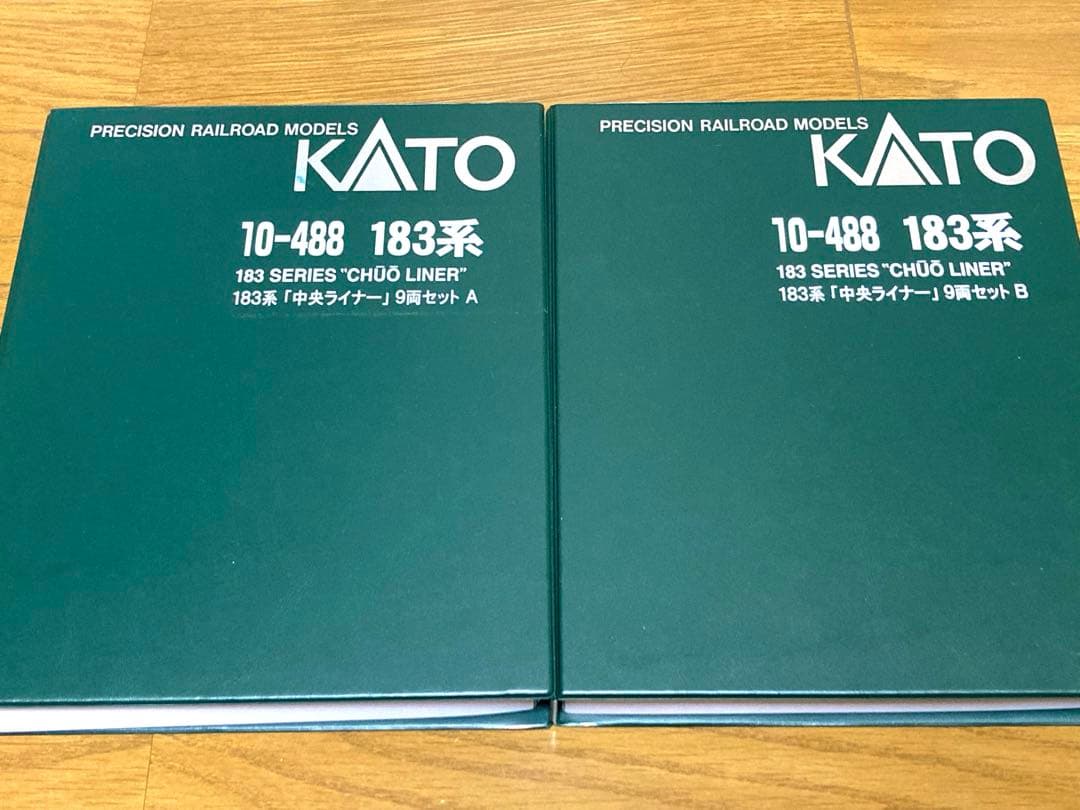 PRECISION RAILROAD MODELS
KATO
10-488 183系
183 SERIES "CHŪŌ LINER"
183系「中央ライナー」9両セット A
PRECISION RAILROAD MODELS
KATO
10-488 183系
183 SERIES "CHŪŌ LINER"
183系「中央ライナー」9両セット B